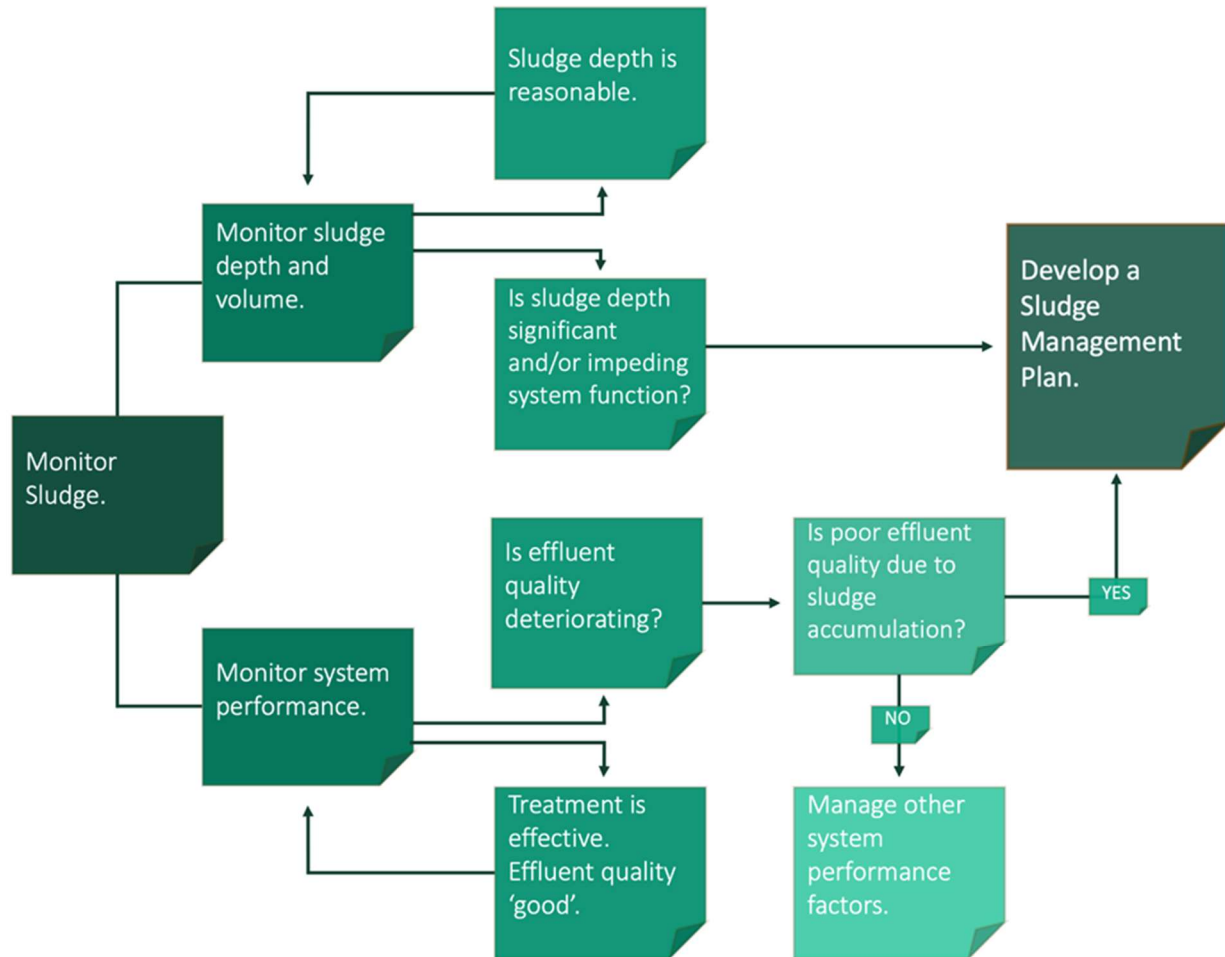 Sludge depth is
reasonable.
Monitor sludge
depth and
volume.
Is sludge depth
significant
and/or impeding
system function?
Develop a
Sludge
Management
Plan.
Monitor
Sludge.
Is effluent
quality
deteriorating?
Is poor effluent
quality due to
sludge
accumulation?
YES
Monitor system
performance.
NO
Treatment is
effective.
Effluent quality
‘good’.
Manage other
system
performance
factors.